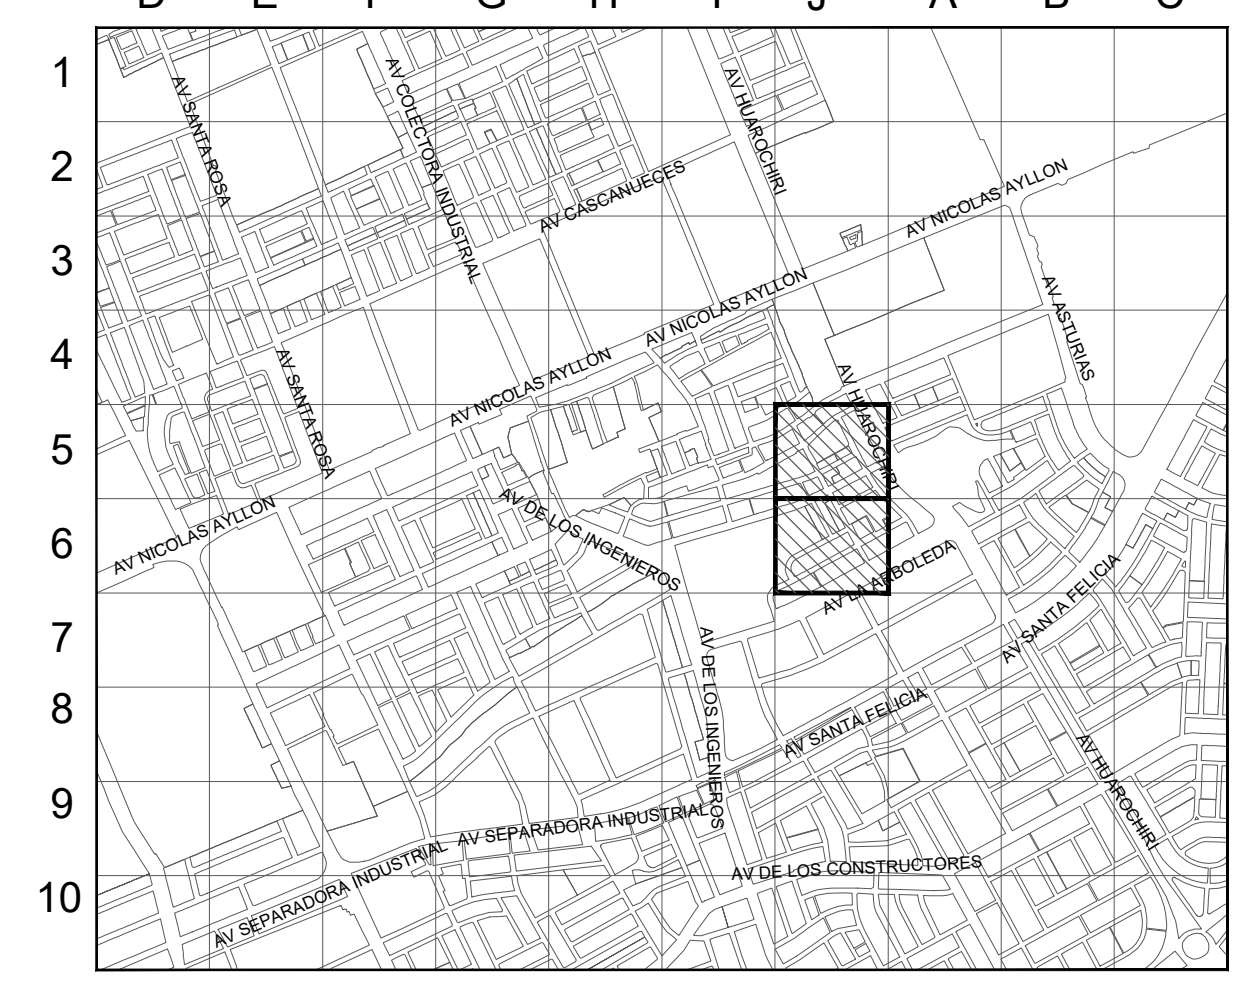 D E F G H I J A B C
1
AV SANTA ROSA
AV COLECTORA INDUSTRIAL
AV HUAROCHIRI
2
AV CASCANUECES
AV NICOLAS AYLLON
3
AV NICOLAS AYLLON
AV ASTURIAS
4
AV SANTA ROSA
AV NICOLAS AYLLON
AV HUAROCHIRI
5
AV NICOLAS AYLLON
AV DE LOS INGENIEROS
6
AV LA ARBOLEDA
AV SANTA FELICIA
7
AV DE LOS INGENIEROS
8
AV SANTA FELICIA
AV HUAROCHIRI
9
AV SEPARADORA INDUSTRIAL
AV SEPARADORA INDUSTRIAL
AV DE LOS CONSTRUCTORES
10